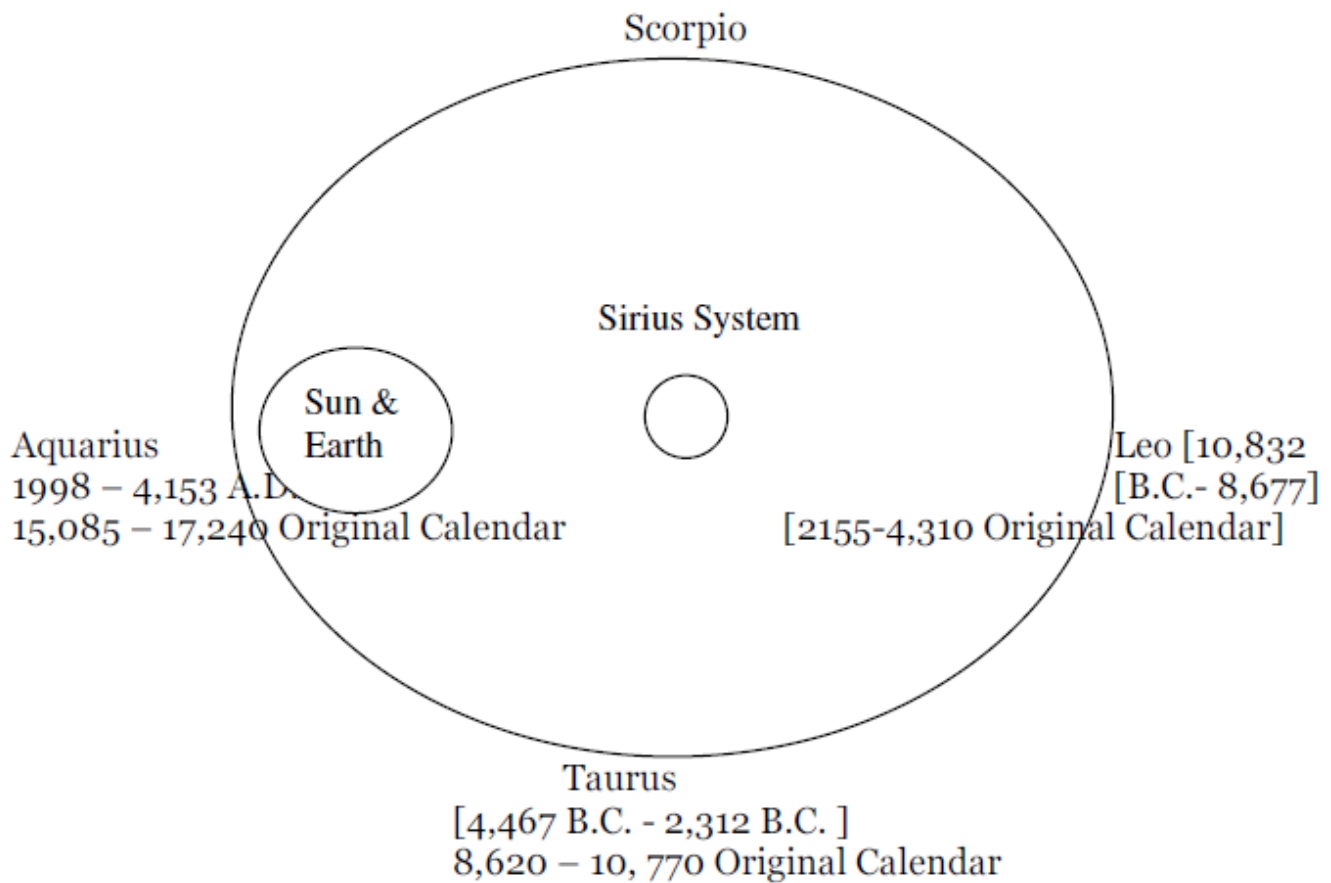 Scorpio
Sirius System
Sun &
Earth
Aquarius
1998 – 4,153 A.D.
15,085 – 17,240 Original Calendar
Leo [10,832
[B.C.- 8,677]
[2155-4,310 Original Calendar]
Taurus
[4,467 B.C. - 2,312 B.C. ]
8,620 – 10, 770 Original Calendar